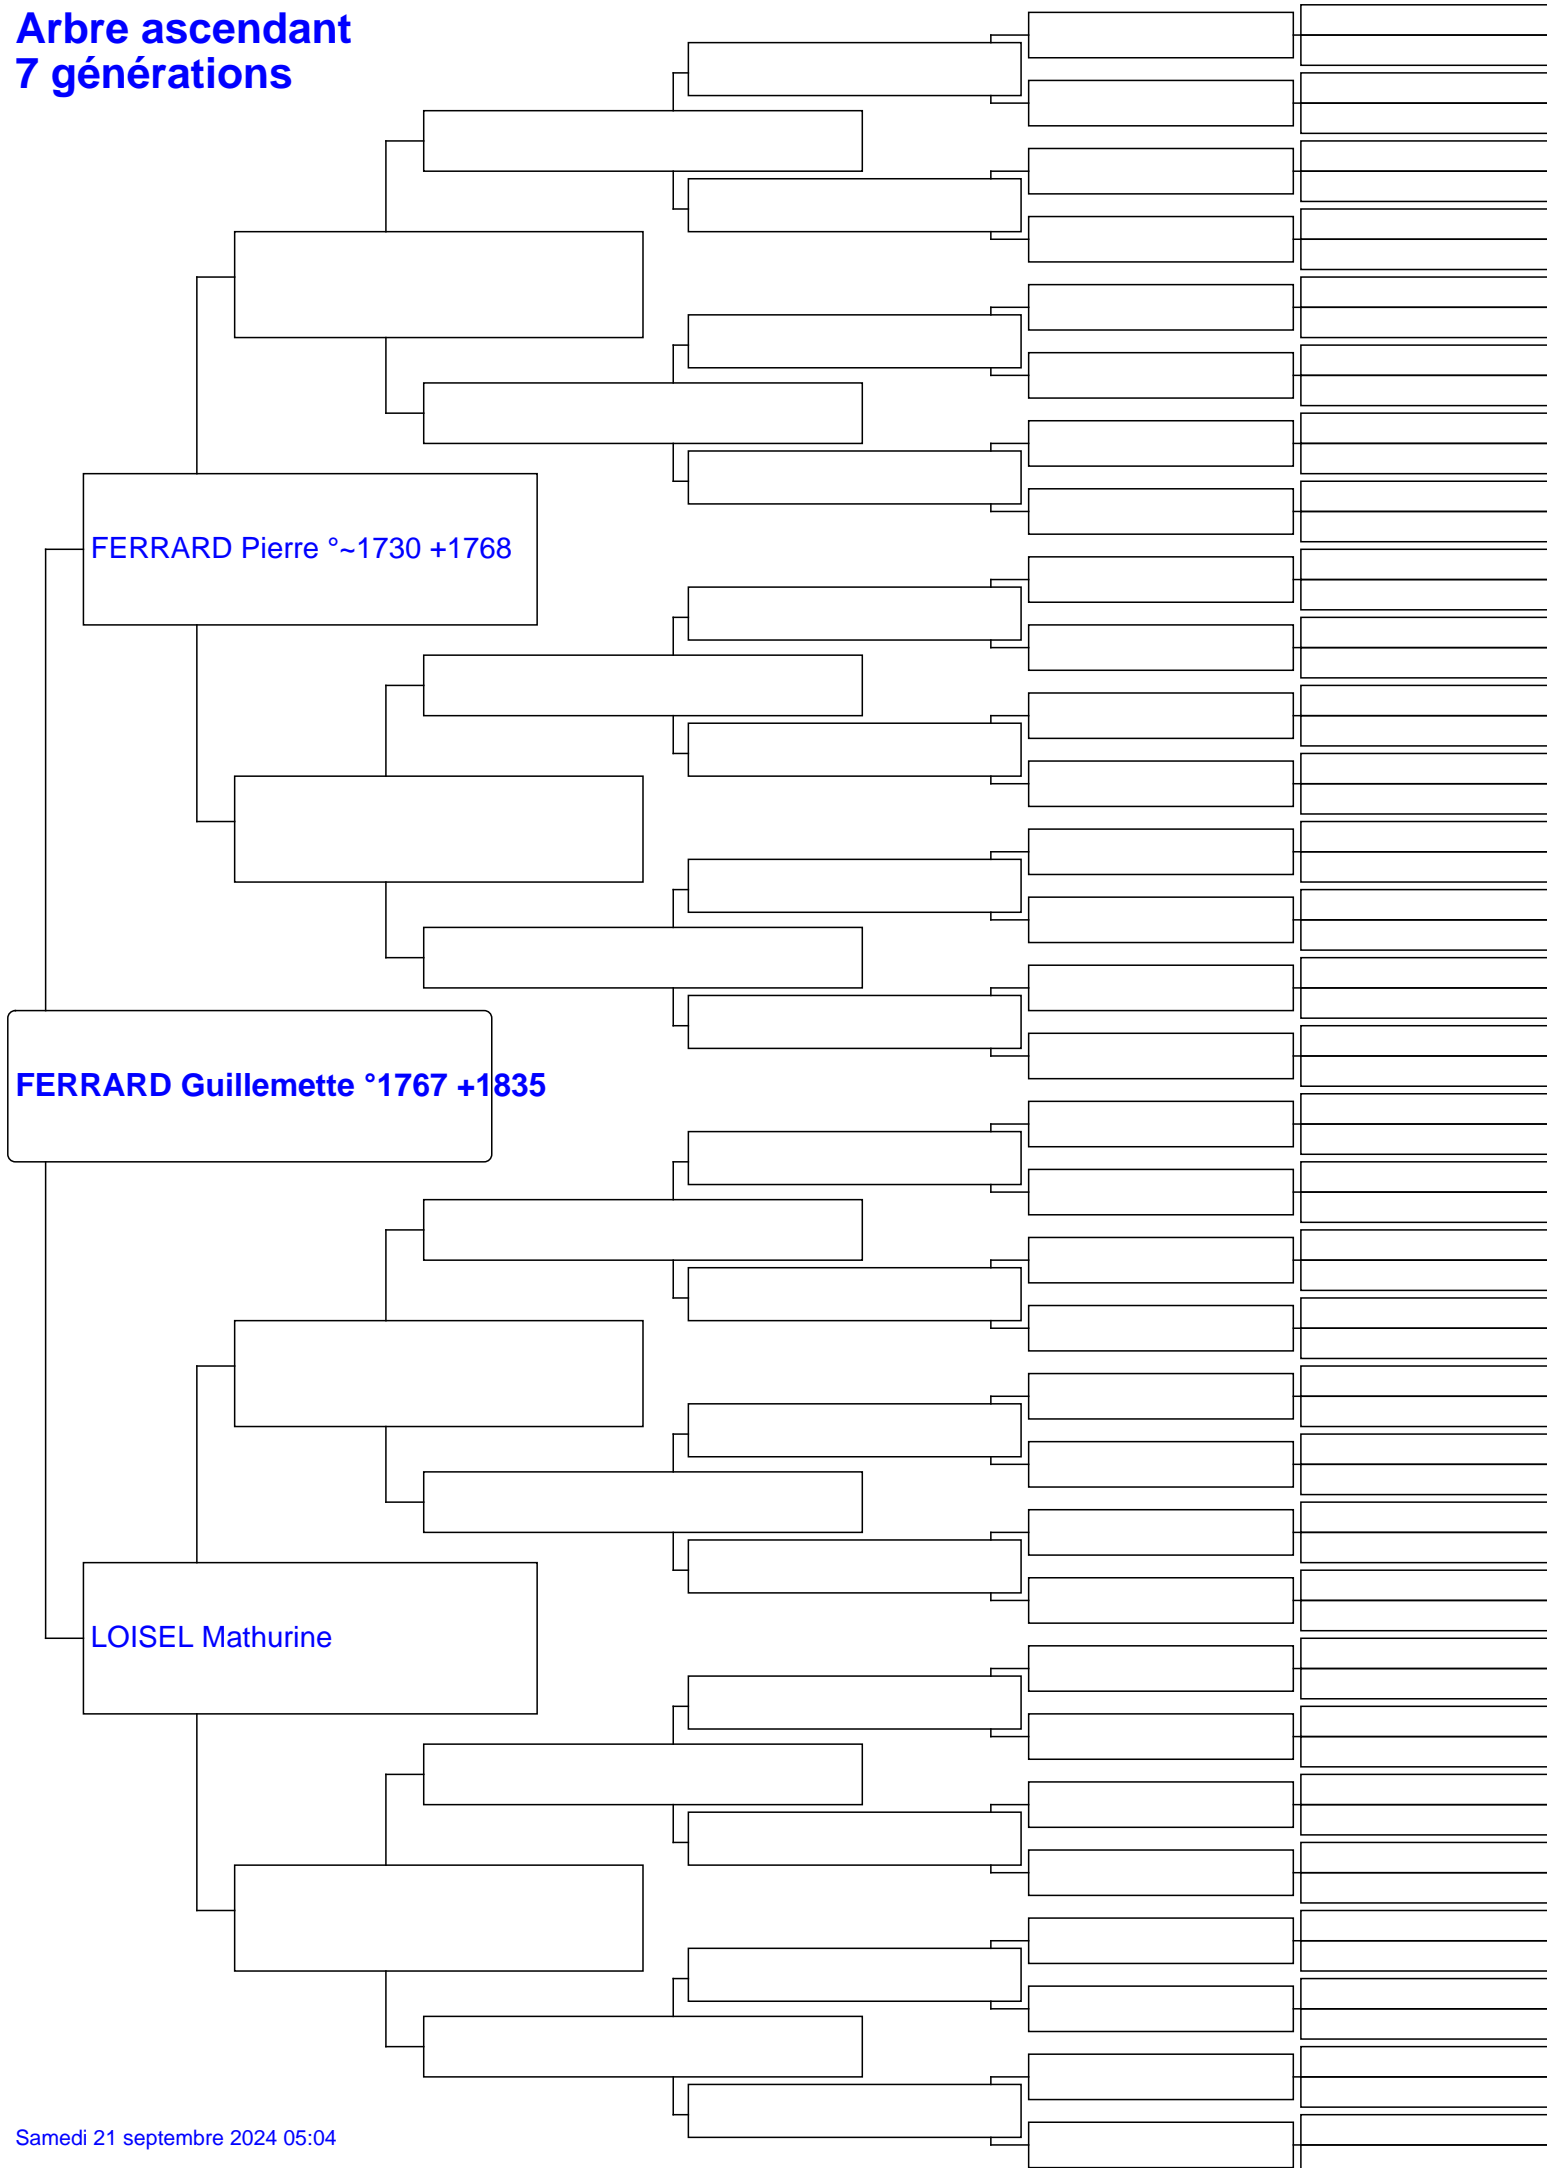 Arbre ascendant
7 générations
FERRARD Pierre °~1730 +1768
FERRARD Guillemette °1767 +1835
LOISEL Mathurine
Samedi 21 septembre 2024 05:04